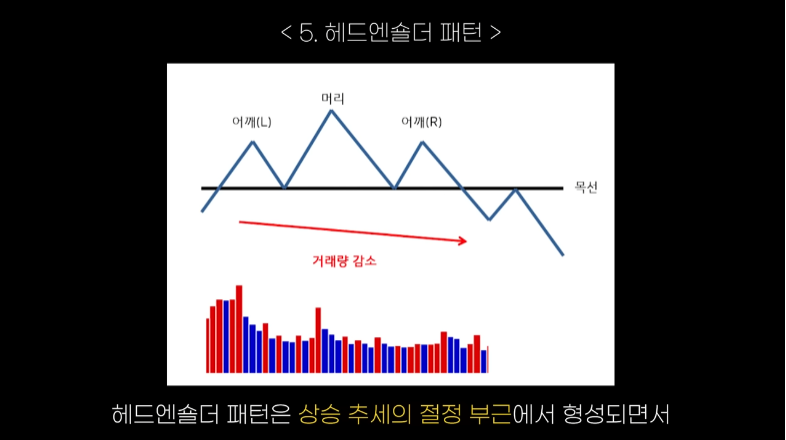 < 5. 헤드엔숄더 패턴 >
머리
어깨(L)
어깨(R)
목선
거래량 감소
헤드엔숄더 패턴은 상승 추세의 절정 부근에서 형성되면서